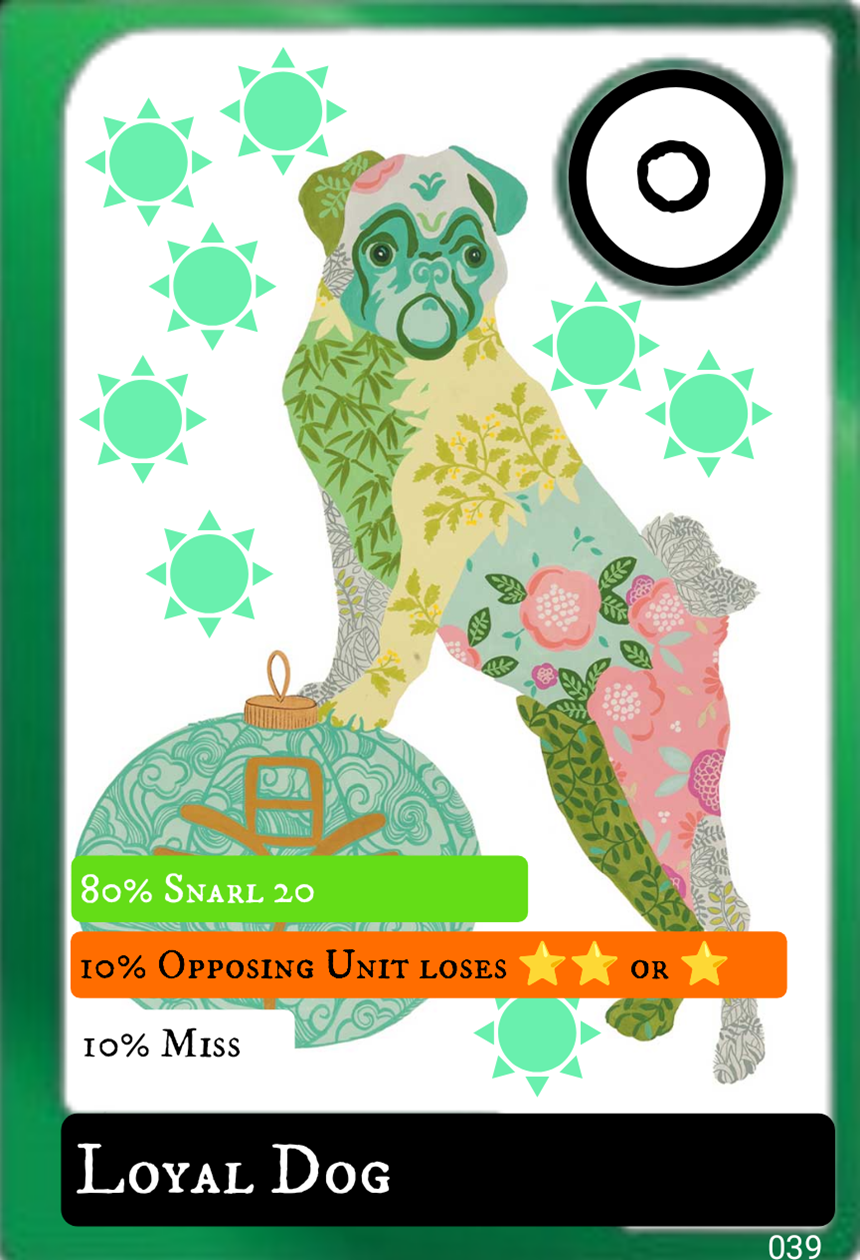 80% Snarl 20
10% Opposing Unit loses ⭐⭐ or ⭐
10% Miss
Loyal Dog
039